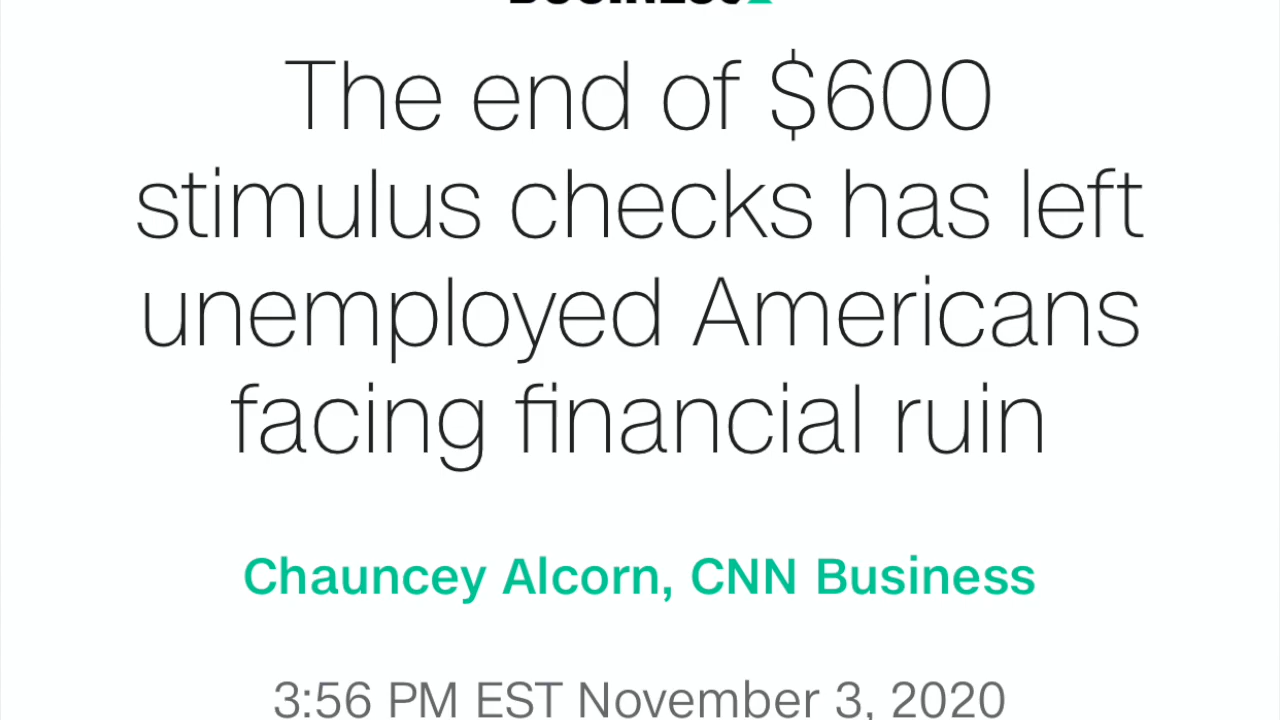 The end of $600
stimulus checks has left
unemployed Americans
facing financial ruin
Chauncey Alcorn, CNN Business
3:56 PM EST November 3, 2020